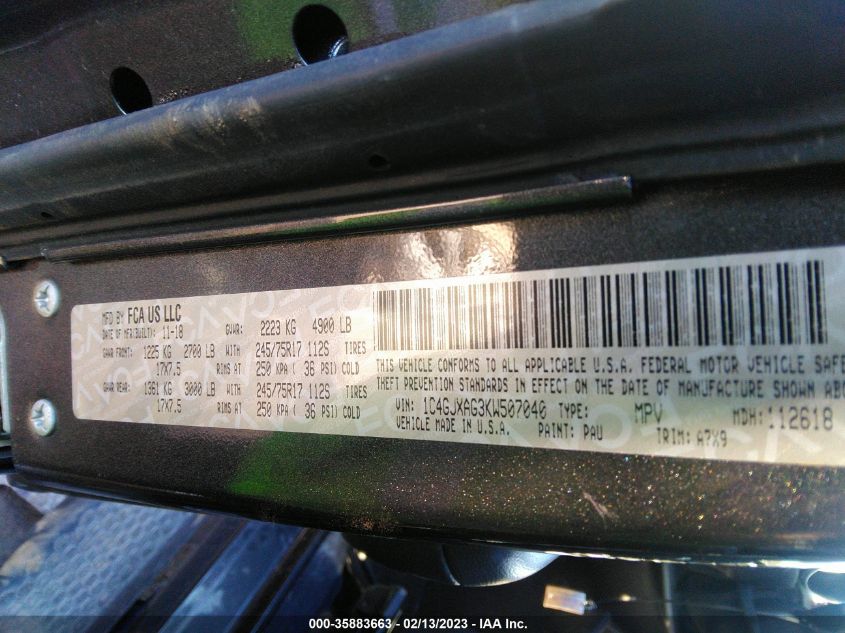 MFD BY FCA US LLC
DATE OF MFR(BUILT): 11-18 GVWR: 2223 KG 4900 LB
GAWR FRONT: 1225 KG 2700 LB WITH 245/75R17 112S TIRES
17X7.5 RIMS AT 250 KPA ( 36 PSI) COLD
GAWR REAR: 1361 KG 3000 LB WITH 245/75R17 112S TIRES
17X7.5 RIMS AT 250 KPA ( 36 PSI) COLD
THIS VEHICLE CONFORMS TO ALL APPLICABLE U.S.A. FEDERAL MOTOR VEHICLE SAFE
THEFT PREVENTION STANDARDS IN EFFECT ON THE DATE OF MANUFACTURE SHOWN ABO
VIN: 1C4GJXAG3KW507040 TYPE: MPV MDH: 112618
VEHICLE MADE IN U.S.A. PAINT: PAU TRIM: A7X9
000-35883663 - 02/13/2023 - IAA Inc.